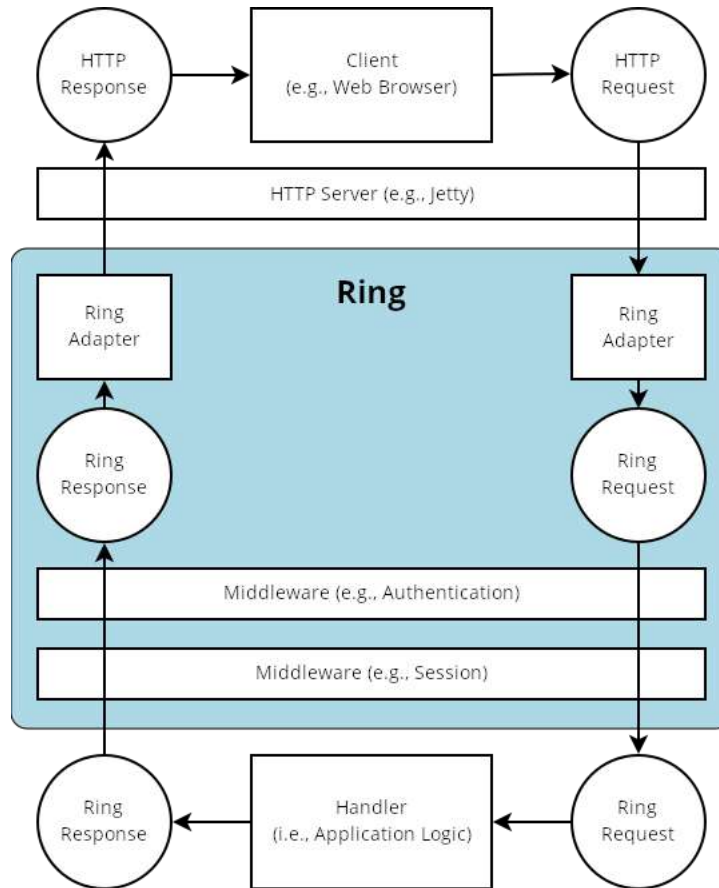 HTTP
Response
Client
(e.g., Web Browser)
HTTP
Request
HTTP Server (e.g., Jetty)
Ring
Ring
Adapter
Ring
Adapter
Ring
Response
Ring
Request
Middleware (e.g., Authentication)
Middleware (e.g., Session)
Ring
Response
Handler
(i.e., Application Logic)
Ring
Request